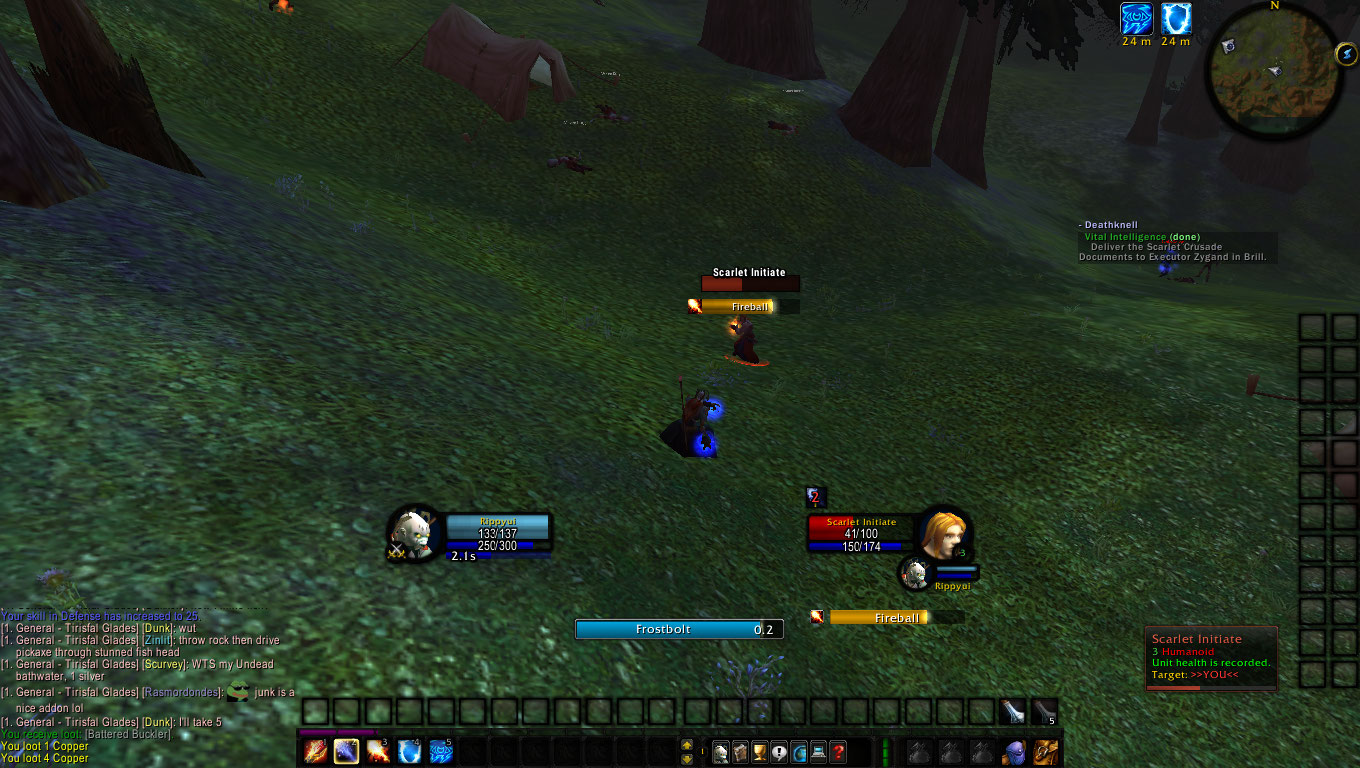 N
24 m 24 m
- Deathknell
Vital Intelligence (done)
Deliver the Scarlet Crusade
Documents to Executor Zygand in Brill.
Scarlet Initiate
Fireball
2
Rippyui
133/137
250/300
2.1s
Scarlet Initiate
41/100
150/174
3
Rippyui
Fireball
Frostbolt 0.2
Your skill in Defense has increased to 25.
[1. General - Tirisfal Glades] [Dunk]: wut
[1. General - Tirisfal Glades] [Zinlit]: throw rock then drive
pickaxe through stunned fish head
[1. General - Tirisfal Glades] [Scurvey]: WTS my Undead
bathwater, 1 silver
[1. General - Tirisfal Glades] [Rasmordondes]: junk is a
nice addon lol
[1. General - Tirisfal Glades] [Dunk]: I'll take 5
You receive loot: [Battered Buckler]
You loot 1 Copper
You loot 4 Copper
Scarlet Initiate
3 Humanoid
Unit health is recorded.
Target: >>YOU<<
5
2 3 4 5